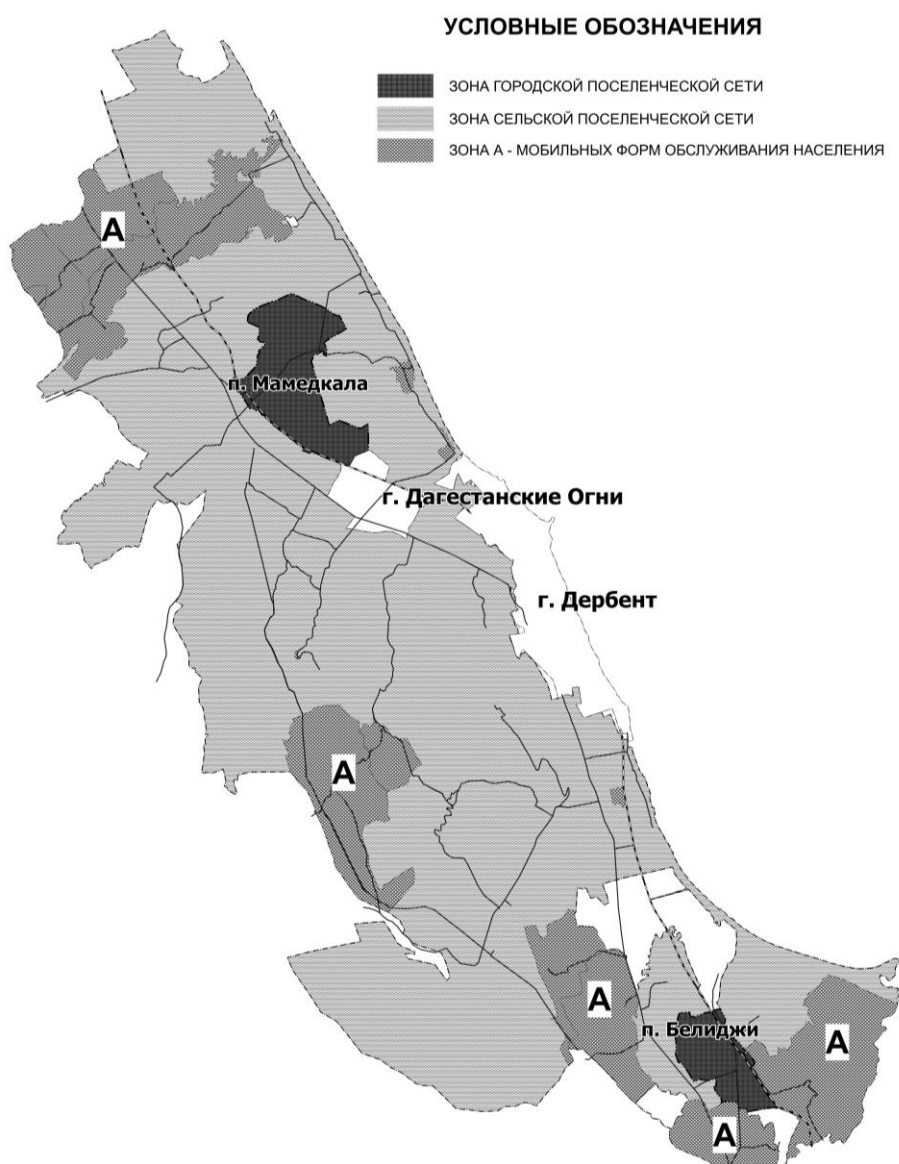 УСЛОВНЫЕ ОБОЗНАЧЕНИЯ
ЗОНА ГОРОДСКОЙ ПОСЕЛЕНЧЕСКОЙ СЕТИ
ЗОНА СЕЛЬСКОЙ ПОСЕЛЕНЧЕСКОЙ СЕТИ
ЗОНА А - МОБИЛЬНЫХ ФОРМ ОБСЛУЖИВАНИЯ НАСЕЛЕНИЯ
А
п. Мамедкала
г. Дагестанские Огни
г. Дербент
А
А
п. Белиджи
А
А